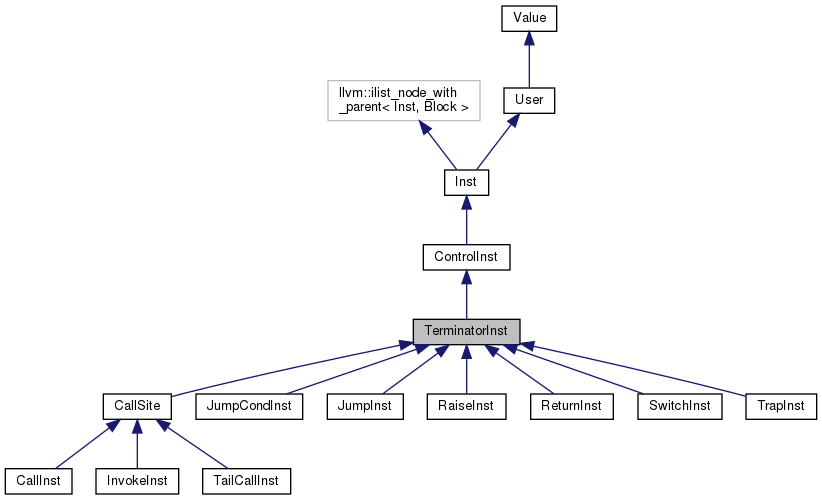 Value
llvm::ilist_node_with
_parent< Inst, Block >
User
Inst
ControlInst
TerminatorInst
CallSite
JumpCondInst
JumpInst
RaiseInst
ReturnInst
SwitchInst
TrapInst
CallInst
InvokeInst
TailCallInst